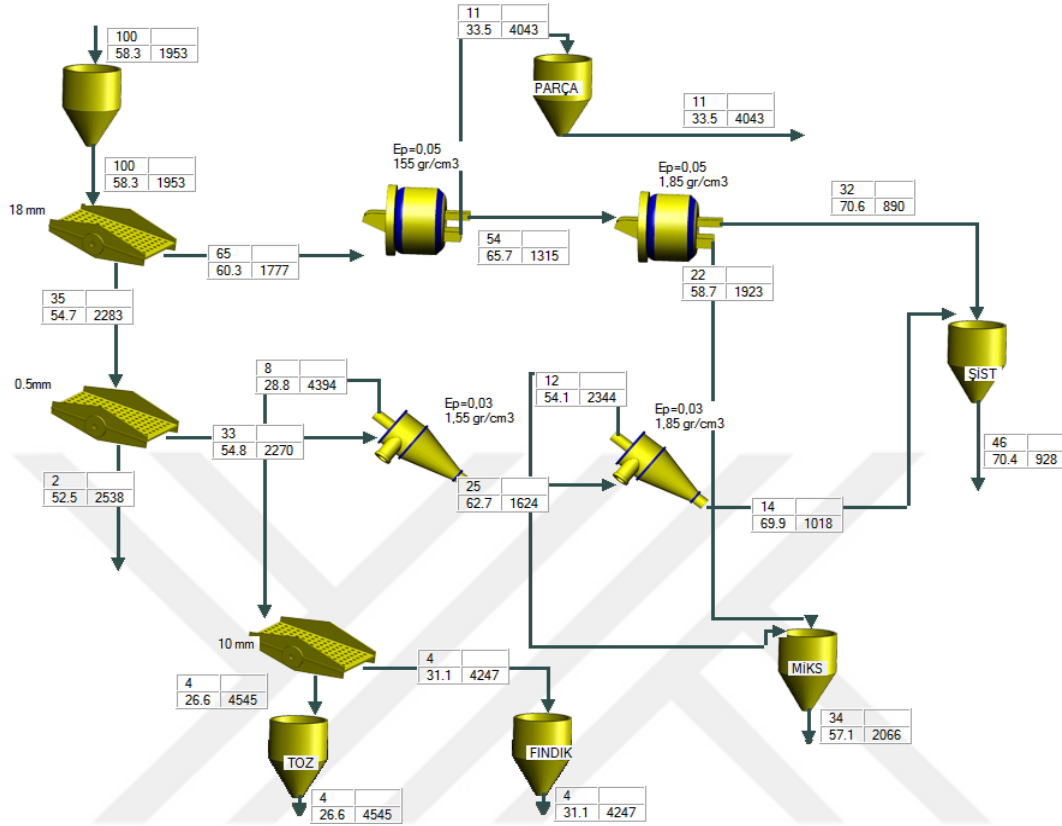 100
58.3 1953
11
33.5 4043
PARÇA
11
33.5 4043
100
58.3 1953
Ep=0,05
155 gr/cm3
Ep=0,05
1,85 gr/cm3
18 mm
65
60.3 1777
54
65.7 1315
32
70.6 890
22
58.7 1923
35
54.7 2283
0.5mm
8
28.8 4394
Ep=0,03
1,55 gr/cm3
12
54.1 2344
Ep=0,03
1,85 gr/cm3
ŞİST
33
54.8 2270
46
70.4 928
2
52.5 2538
25
62.7 1624
14
69.9 1018
10 mm
4
31.1 4247
4
26.6 4545
MİKS
34
57.1 2066
TOZ
FINDIK
4
26.6 4545
4
31.1 4247